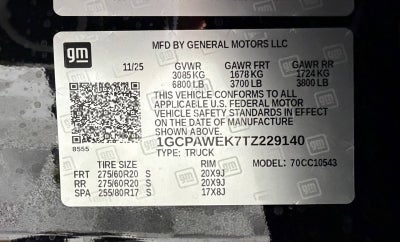 gm
MFD BY GENERAL MOTORS LLC
11/25 GVWR GAWR FRT GAWR RR
3085 KG 1678 KG 1724 KG
6800 LB 3700 LB 3800 LB
THIS VEHICLE CONFORMS TO ALL
APPLICABLE U.S. FEDERAL MOTOR
VEHICLE SAFETY STANDARDS IN EFFECT
ON THE DATE OF MANUFACTURE
SHOWN ABOVE.
8555 1GCPAWEK7TZ229140
TYPE: TRUCK
TIRE SIZE RIM MODEL: 70CC10543
FRT 275/60R20 S 20X9J
RR 275/60R20 S 20X9J
SPA 255/80R17 S 17X8J